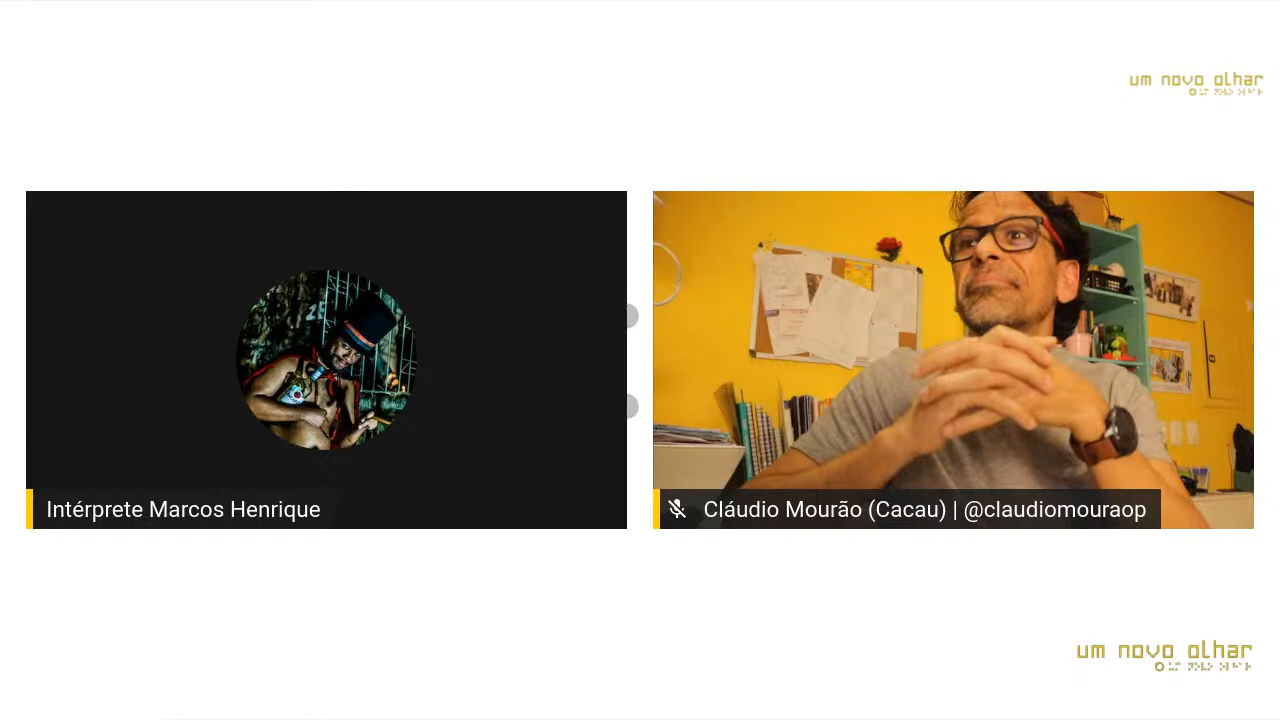 um novo olhar
Intérprete Marcos Henrique
Cláudio Mourão (Cacau) | @claudiomouraop
um novo olhar